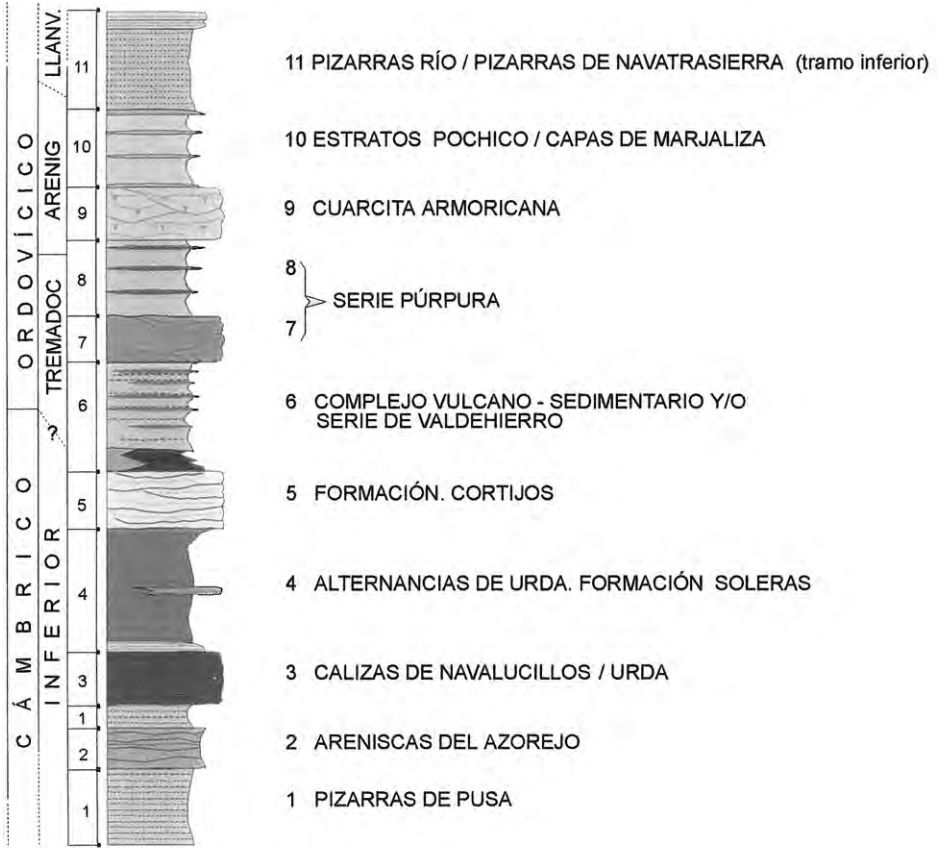 ORDOVÍCICO
CÁMBRICO
LLANV.
ARENIG
TREMADOC
?
INFERIOR
11
10
9
8
7
6
5
4
3
1
2
1
11 PIZARRAS RÍO / PIZARRAS DE NAVATRASIERRA (tramo inferior)
10 ESTRATOS POCHICO / CAPAS DE MARJALIZA
9 CUARCITA ARMORICANA
8
SERIE PÚRPURA
7
6 COMPLEJO VULCANO - SEDIMENTARIO Y/O
SERIE DE VALDEHIERRO
5 FORMACIÓN. CORTIJOS
4 ALTERNANCIAS DE URDA. FORMACIÓN SOLERAS
3 CALIZAS DE NAVALUCILLOS / URDA
2 ARENISCAS DEL AZOREJO
1 PIZARRAS DE PUSA